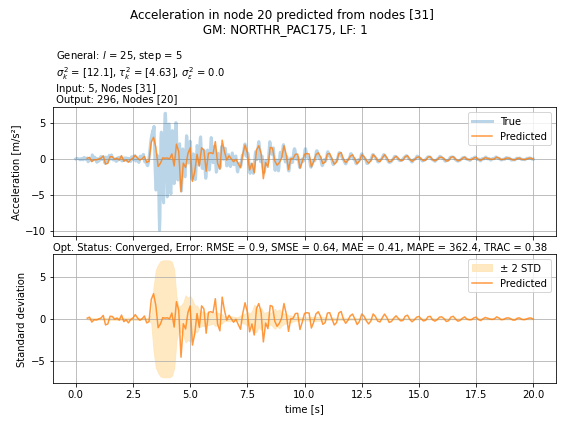 Acceleration in node 20 predicted from nodes [31]
GM: NORTHR_PAC175, LF: 1
General: l = 25, step = 5
σ²ₖ = [12.1], τ²ₖ = [4.63], σ²ₑ = 0.0
Input: 5, Nodes [31]
Output: 296, Nodes [20]
Acceleration [m/s²]
5
0
−5
−10
True
Predicted
Opt. Status: Converged, Error: RMSE = 0.9, SMSE = 0.64, MAE = 0.41, MAPE = 362.4, TRAC = 0.38
Standard deviation
5
0
−5
± 2 STD
Predicted
0.0 2.5 5.0 7.5 10.0 12.5 15.0 17.5 20.0
time [s]